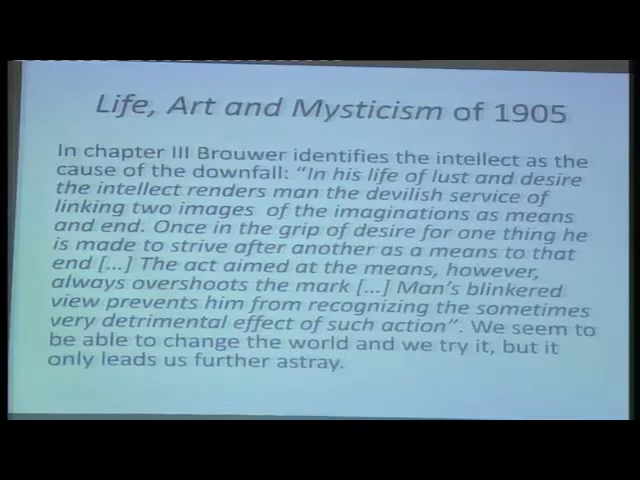 Life, Art and Mysticism of 1905
In chapter III Brouwer identifies the intellect as the
cause of the downfall: “In his life of lust and desire
the intellect renders man the devilish service of
linking two images of the imaginations as means
and end. Once in the grip of desire for one thing he
is made to strive after another as a means to that
end […] The act aimed at the means, however,
always overshoots the mark […] Man’s blinkered
view prevents him from recognizing the sometimes
very detrimental effect of such action”. We seem to
be able to change the world and we try it, but it
only leads us further astray.